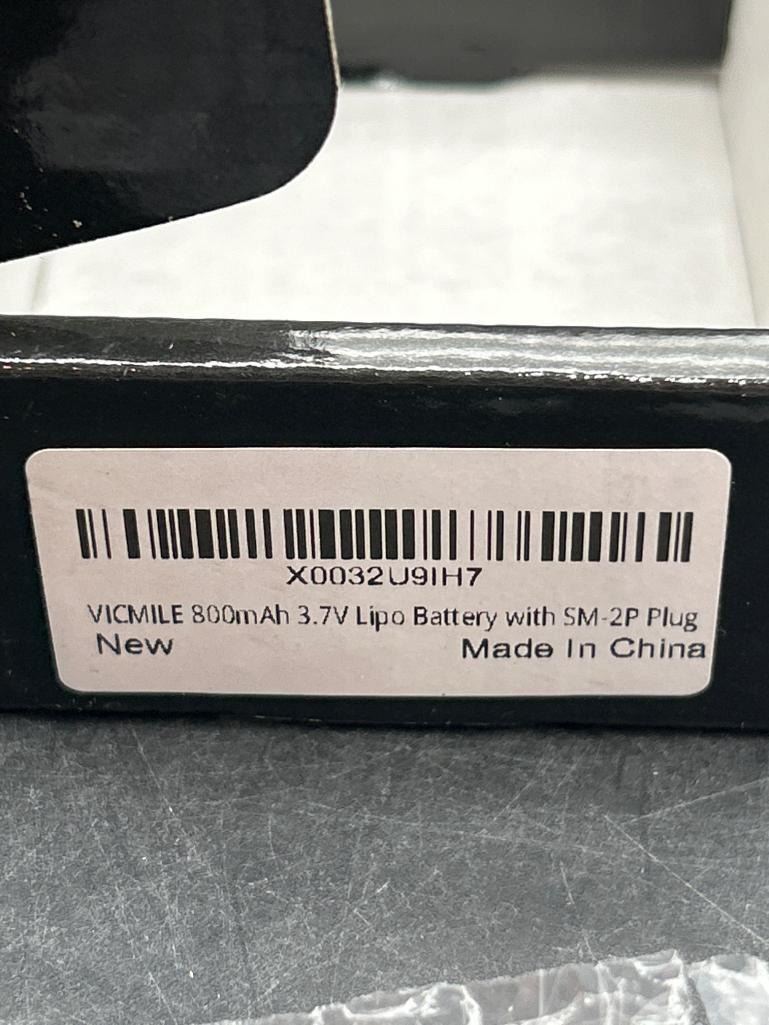 X0032U9IH7
VICMILE 800mAh 3.7V Lipo Battery with SM-2P Plug
New Made In China